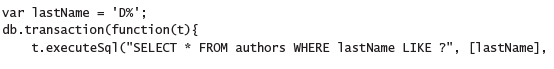 var lastName = 'D%';
db.transaction(function(t){
    t.executeSql("SELECT * FROM authors WHERE lastName LIKE ?", [lastName],